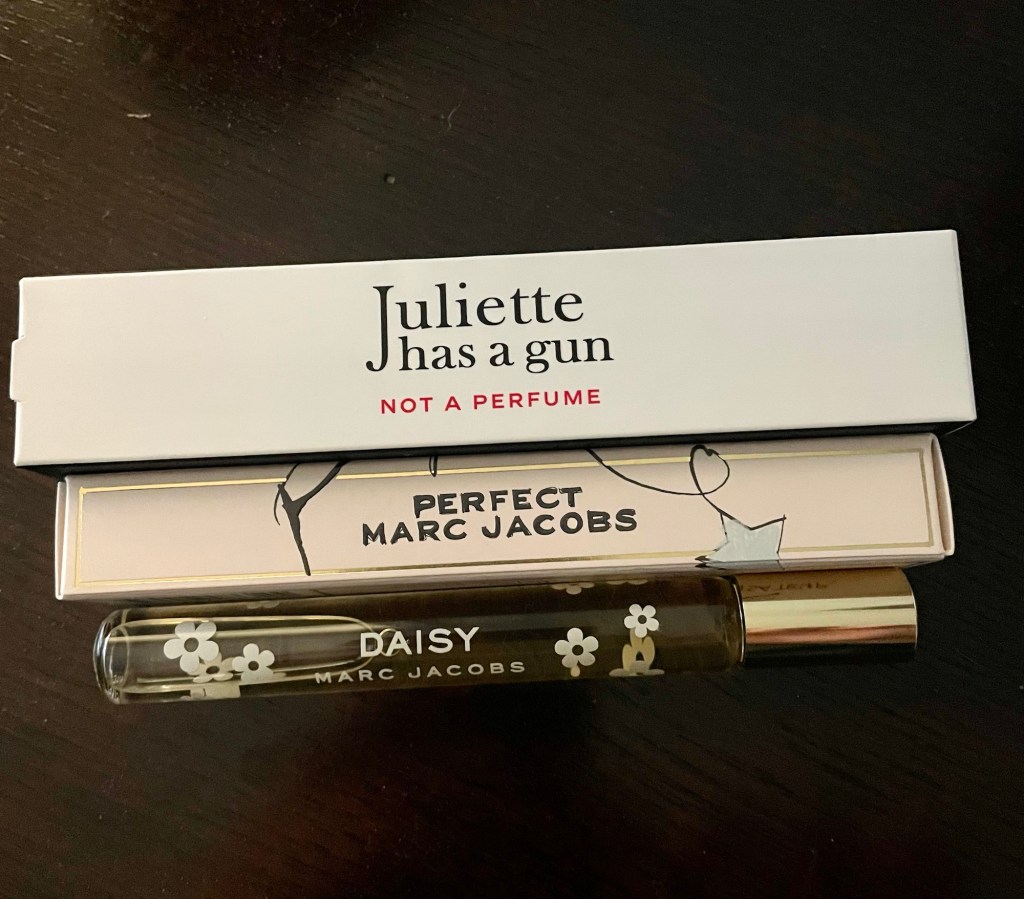 Juliette
has a gun
NOT A PERFUME
PERFECT
MARC JACOBS
DAISY
MARC JACOBS